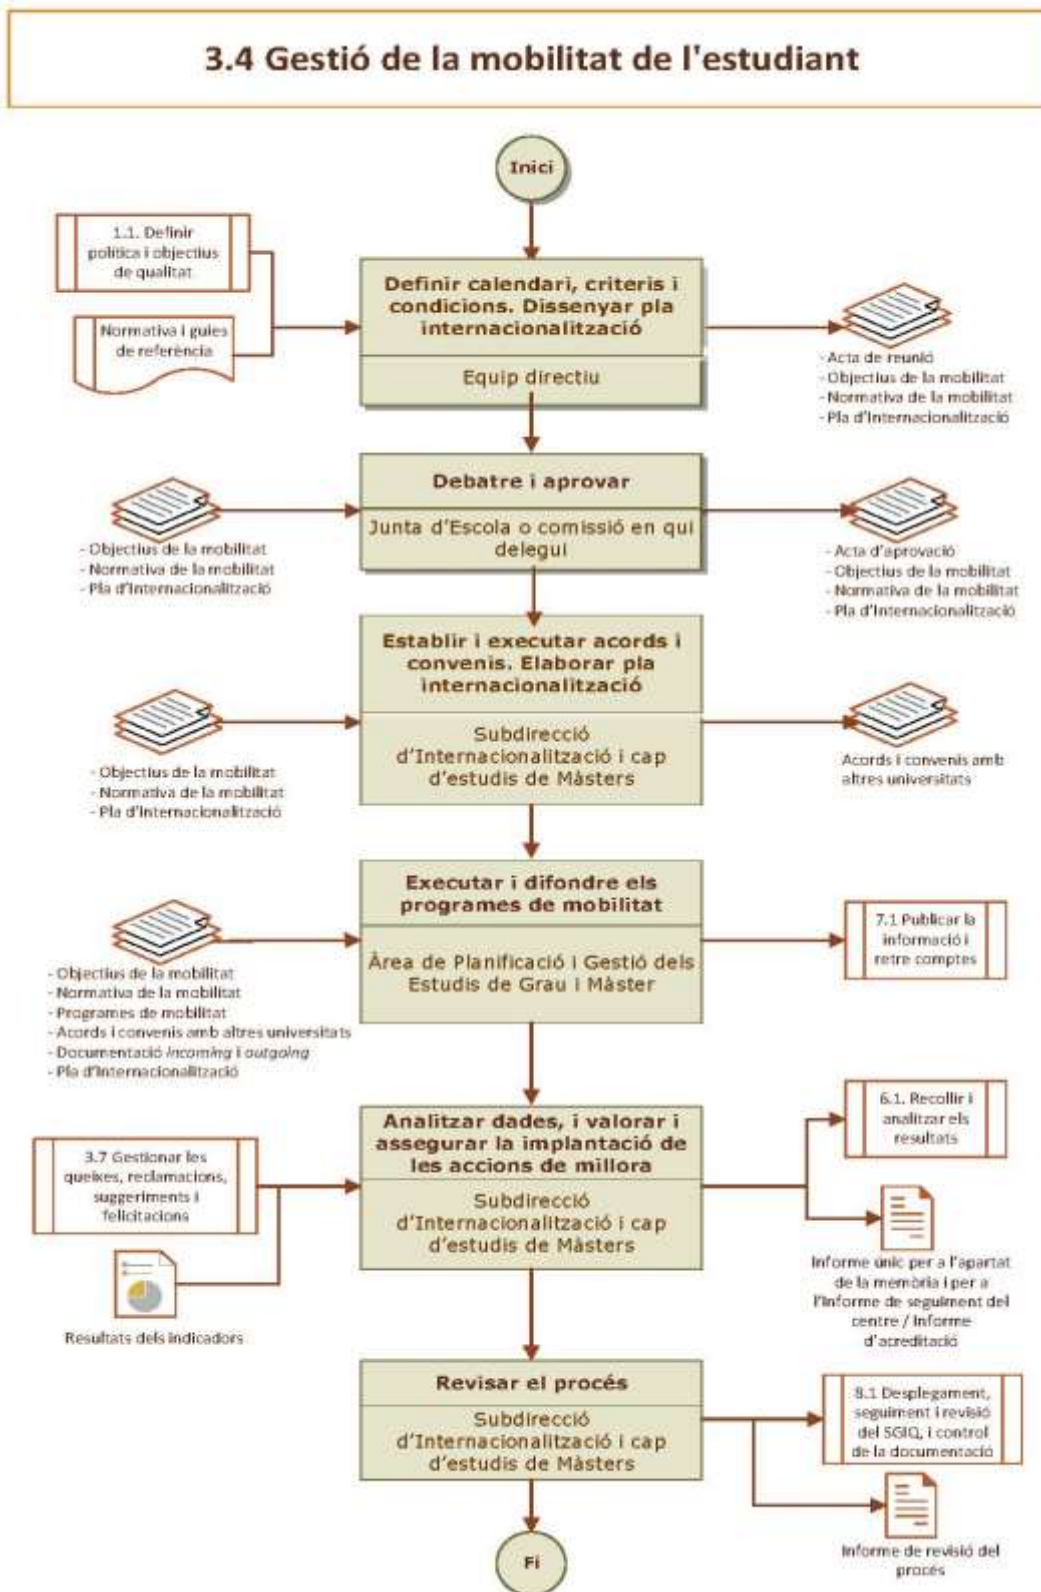 3.4 Gestió de la mobilitat de l'estudiant
Inici
1.1. Definir
política i objectius
de qualitat
Normativa i guies
de referència
Definir calendari, criteris i
condicions. Dissenyar pla
internacionalització
Equip directiu
- Acta de reunió
- Objectius de la mobilitat
- Normativa de la mobilitat
- Pla d'Internacionalització
- Objectius de la mobilitat
- Normativa de la mobilitat
- Pla d'Internacionalització
Debatre i aprovar
Junta d'Escola o comissió en qui
delegui
- Acta d'aprovació
- Objectius de la mobilitat
- Normativa de la mobilitat
- Pla d'Internacionalització
- Objectius de la mobilitat
- Normativa de la mobilitat
- Pla d'Internacionalització
Establir i executar acords i
convenis. Elaborar pla
internacionalització
Subdirecció
d'Internacionalització i cap
d'estudis de Màsters
Acords i convenis amb
altres universitats
- Objectius de la mobilitat
- Normativa de la mobilitat
- Programes de mobilitat
- Acords i convenis amb altres universitats
- Documentació incoming i outgoing
- Pla d'Internacionalització
Executar i difondre els
programes de mobilitat
Àrea de Planificació i Gestió dels
Estudis de Grau i Màster
7.1 Publicar la
informació i
retre comptes
3.7 Gestionar les
queixes, reclamacions,
suggeriments i
felicitacions
Resultats dels indicadors
Analitzar dades, i valorar i
assegurar la implantació de
les accions de millora
Subdirecció
d'Internacionalització i cap
d'estudis de Màsters
6.1. Recollir i
analitzar els
resultats
Informe únic per a l'apartat
de la memòria i per a
l'Informe de seguiment del
centre / Informe
d'acreditació
Revisar el procés
Subdirecció
d'Internacionalització i cap
d'estudis de Màsters
8.1 Desplegament,
seguiment i revisió
del SGIQ, i control
de la documentació
Informe de revisió del
procés
Fi